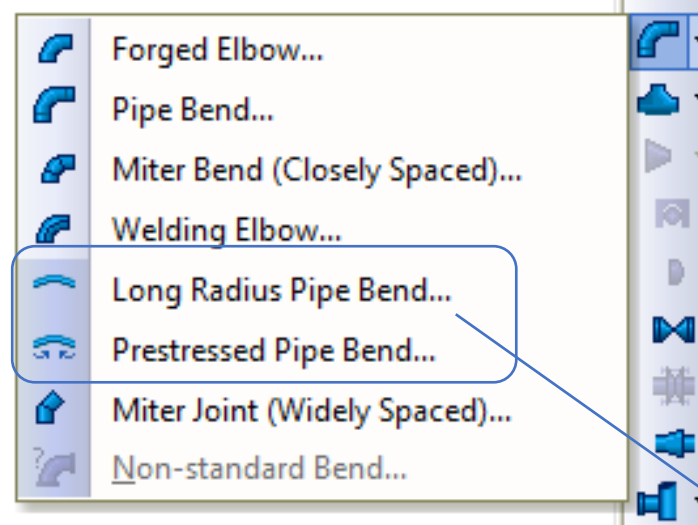 Forged Elbow...
Pipe Bend...
Miter Bend (Closely Spaced)...
Welding Elbow...
Long Radius Pipe Bend...
Prestressed Pipe Bend...
Miter Joint (Widely Spaced)...
Non-standard Bend...